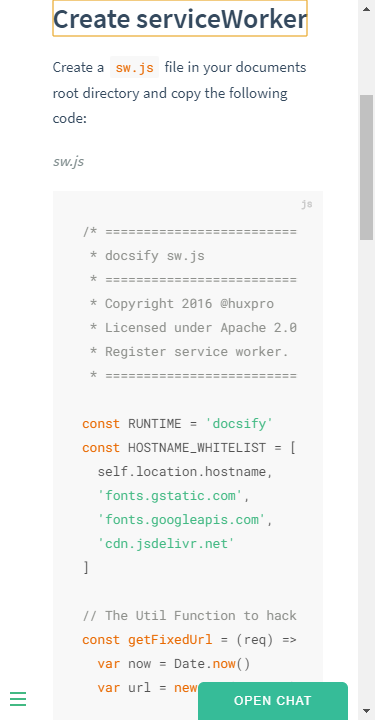 Create serviceWorker
Create a sw.js file in your documents
root directory and copy the following
code:
sw.js
js
/* =========================
 * docsify sw.js
 * =========================
 * Copyright 2016 @huxpro
 * Licensed under Apache 2.0
 * Register service worker.
 * =========================
const RUNTIME = 'docsify'
const HOSTNAME_WHITELIST = [
  self.location.hostname,
  'fonts.gstatic.com',
  'fonts.googleapis.com',
  'cdn.jsdelivr.net'
]
// The Util Function to hack
const getFixedUrl = (req) =>
  var now = Date.now()
  var url = new
OPEN CHAT